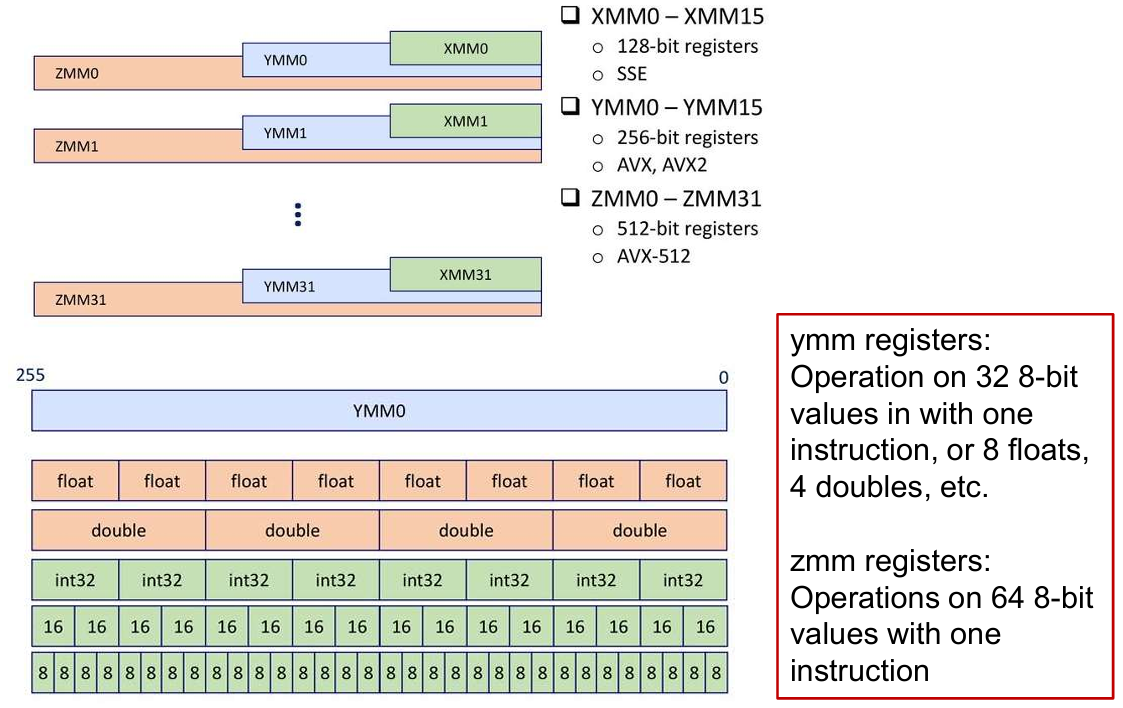 XMM0 – XMM15
128-bit registers
SSE
YMM0 – YMM15
256-bit registers
AVX, AVX2
ZMM0 – ZMM31
512-bit registers
AVX-512
ZMM0 YMM0 XMM0
ZMM1 YMM1 XMM1
ZMM31 YMM31 XMM31
255 0
YMM0
float float float float float float float float
double double double double
int32 int32 int32 int32 int32 int32 int32 int32
16 16 16 16 16 16 16 16 16 16 16 16 16 16 16 16
8 8 8 8 8 8 8 8 8 8 8 8 8 8 8 8 8 8 8 8 8 8 8 8 8 8 8 8 8 8 8 8
ymm registers:
Operation on 32 8-bit
values in with one
instruction, or 8 floats,
4 doubles, etc.
zmm registers:
Operations on 64 8-bit
values with one
instruction